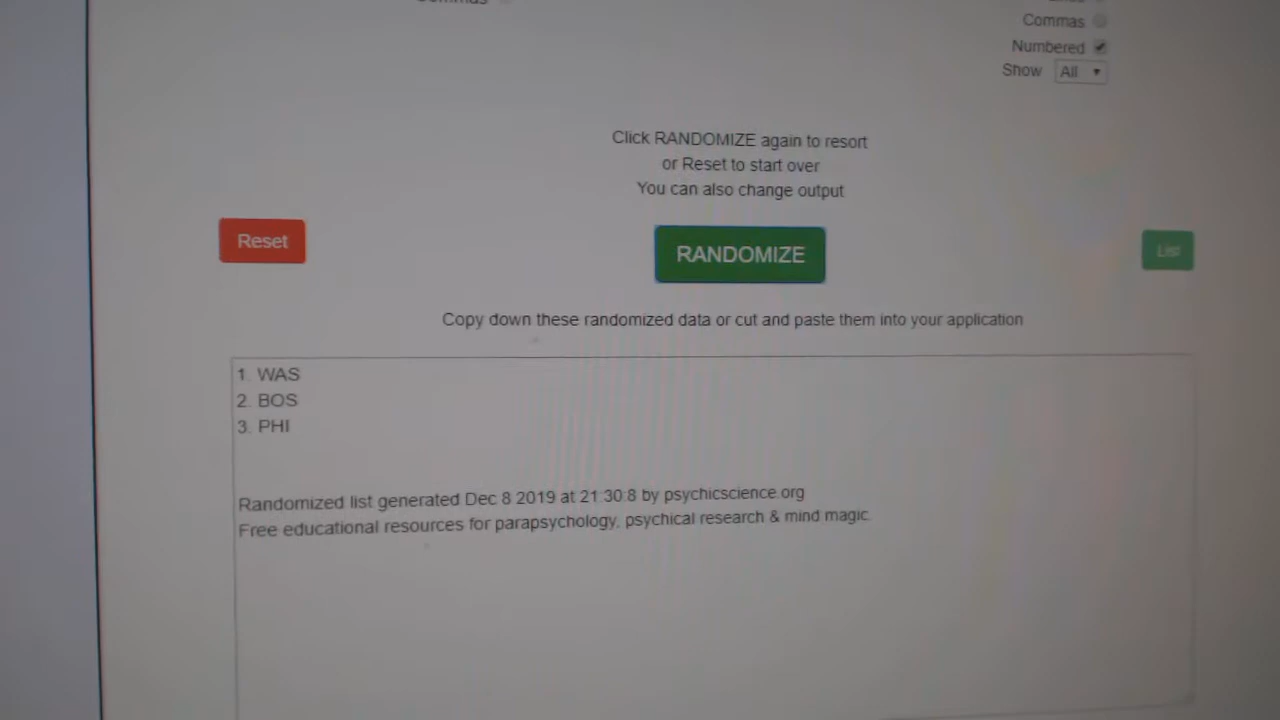 Commas
Numbered
Show All
Click RANDOMIZE again to resort
or Reset to start over
You can also change output
Reset
RANDOMIZE
List
Copy down these randomized data or cut and paste them into your application
1. WAS
2. BOS
3. PHI
Randomized list generated Dec 8 2019 at 21:30:8 by psychicscience.org
Free educational resources for parapsychology, psychical research & mind magic.